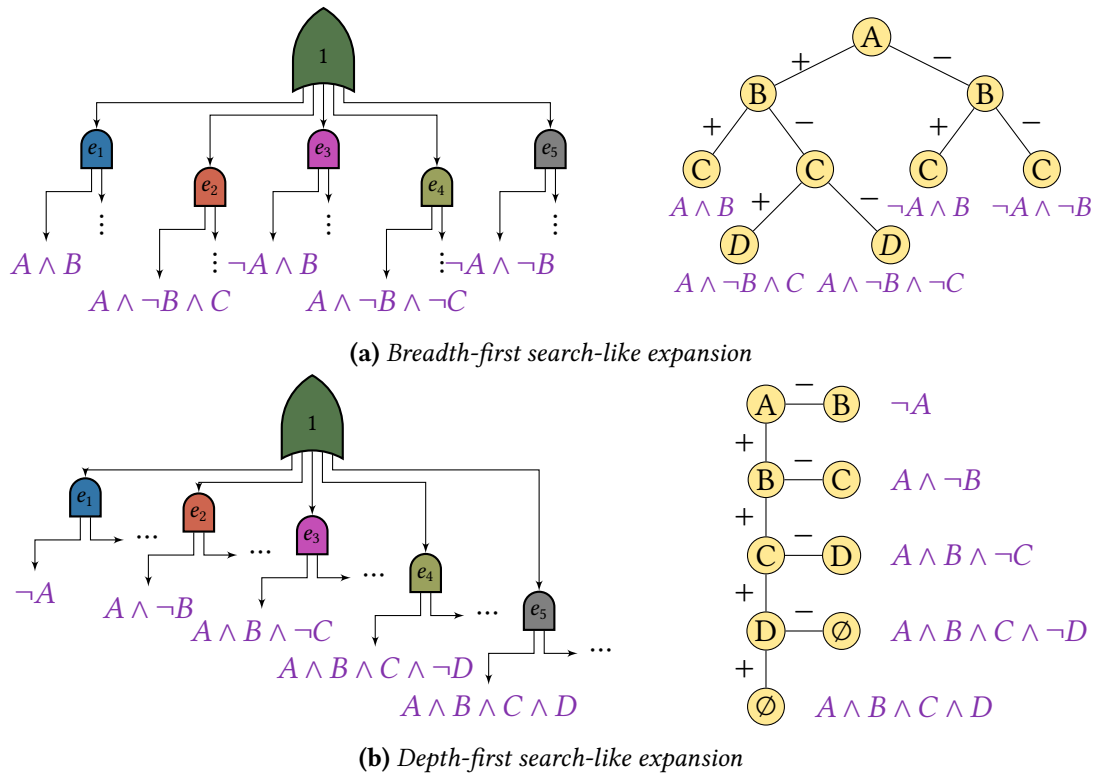 1
A
+ −
B B
e₁ e₃ e₅
+ − + −
e₂ e₄
C C C C
A ∧ B ¬A ∧ B ¬A ∧ ¬B
+ −
D D
A ∧ B ¬A ∧ B ¬A ∧ ¬B
⋮ ⋮ ⋮ ⋮ ⋮
A ∧ ¬B ∧ C A ∧ ¬B ∧ ¬C
A ∧ ¬B ∧ C A ∧ ¬B ∧ ¬C
(a) Breadth-first search-like expansion
1
A − B ¬A
+
e₁
B − C A ∧ ¬B
e₂
+
e₃
... ... ... ... ...
C − D A ∧ B ∧ ¬C
e₄
¬A
+
A ∧ ¬B
e₅
A ∧ B ∧ ¬C
D − ∅ A ∧ B ∧ C ∧ ¬D
A ∧ B ∧ C ∧ ¬D
+
A ∧ B ∧ C ∧ D
∅ A ∧ B ∧ C ∧ D
(b) Depth-first search-like expansion